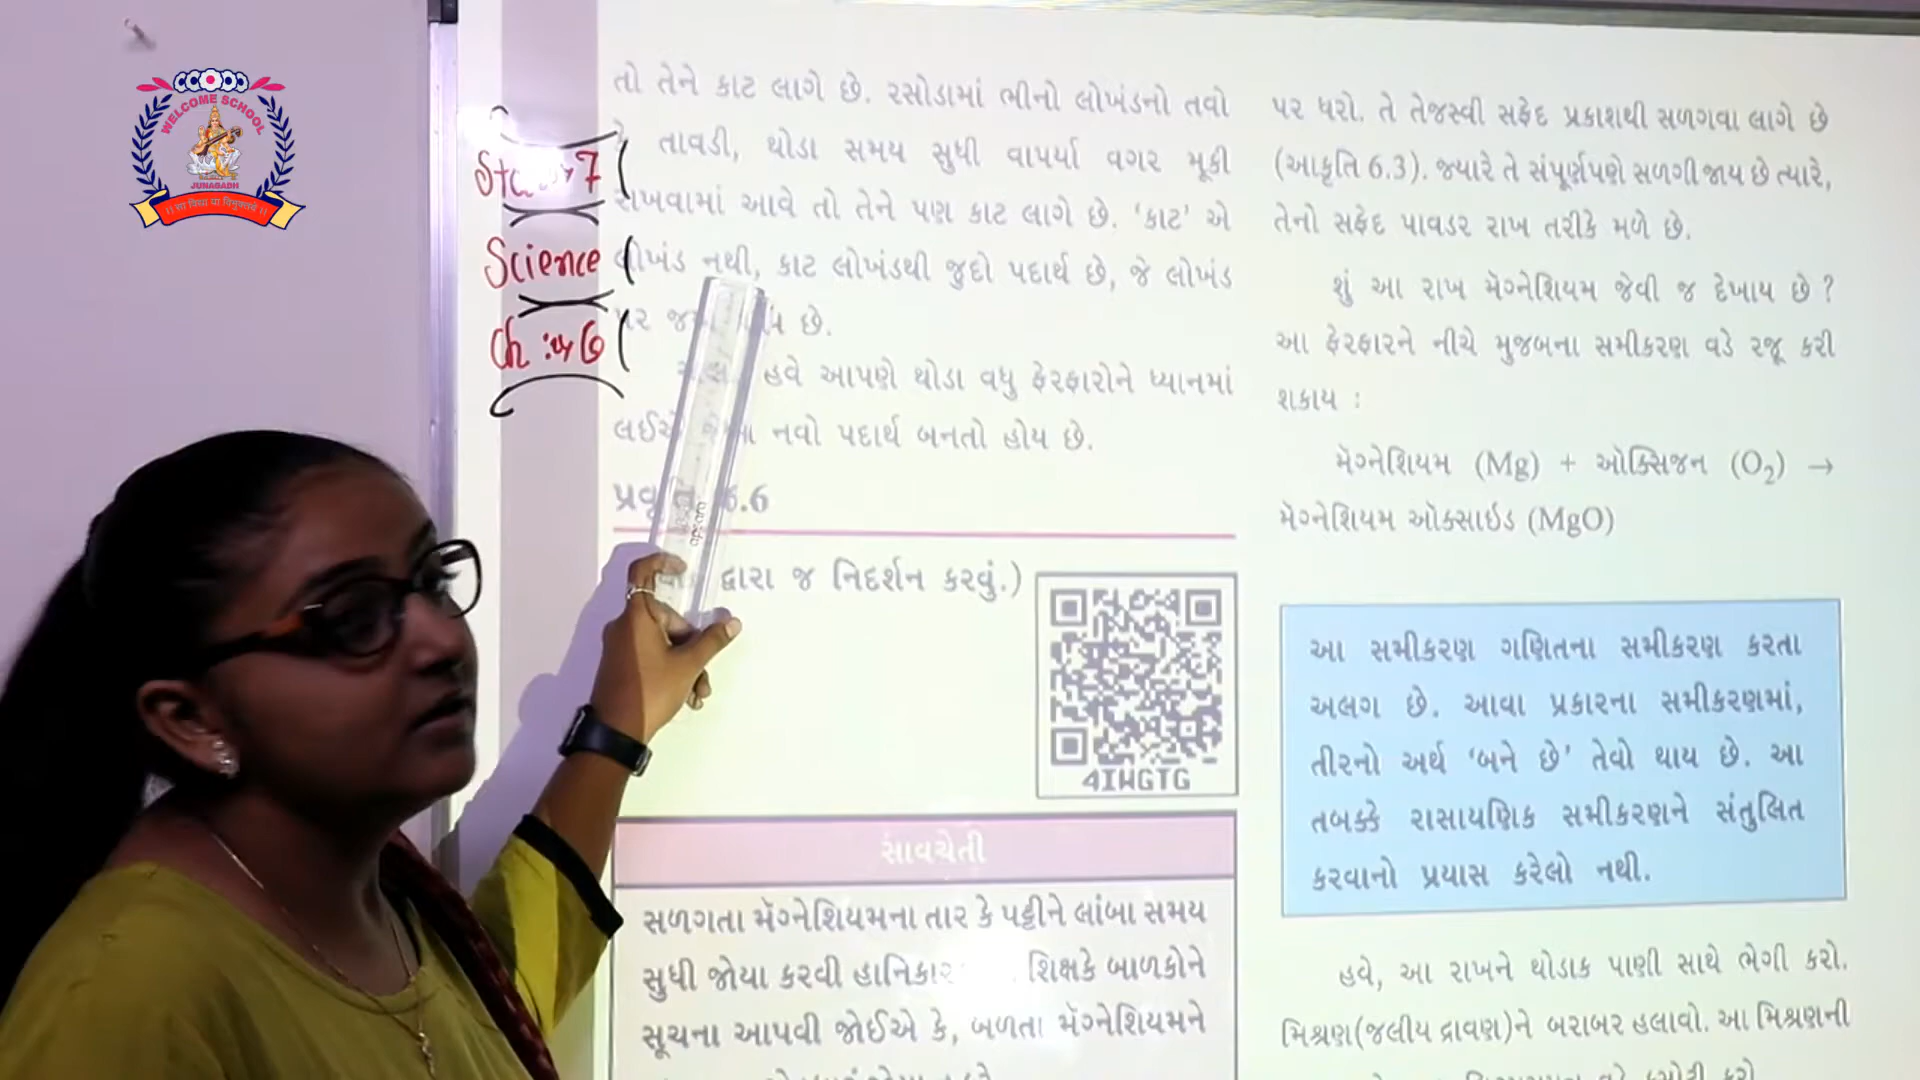 WELCOME SCHOOL
JUNAGADH
7
Science
Ch 6
તો તેને કાટ લાગે છે. રસોડામાં ભીનો લોખંડનો તવો
તાવડી, થોડા સમય સુધી વાપર્યા વગર મૂકી
રાખવામાં આવે તો તેને પણ કાટ લાગે છે. ‘કાટ’ એ
લોખંડ નથી, કાટ લોખંડથી જુદો પદાર્થ છે, જે લોખંડ
પર છે.
હવે આપણે થોડા વધુ ફેરફારોને ધ્યાનમાં
નવો પદાર્થ બનતો હોય છે.
6.6
દ્વારા જ નિદર્શન કરવું.)
4IWGTG
સાવચેતી
સળગતા મૅગ્નેશિયમના તાર કે પટ્ટીને લાંબા સમય
સુધી જોયા કરવી શિક્ષકે બાળકોને
સૂચના આપવી જોઈએ કે, બળતા મૅગ્નેશિયમને
પર ધરો. તે તેજસ્વી સફેદ પ્રકાશથી સળગવા લાગે છે
(આકૃતિ 6.3). જ્યારે તે સંપૂર્ણપણે સળગી જાય છે ત્યારે,
તેનો સફેદ પાવડર રાખ તરીકે મળે છે.
શું આ રાખ મૅગ્નેશિયમ જેવી જ દેખાય છે ?
આ ફેરફારને નીચે મુજબના સમીકરણ વડે રજૂ કરી
શકાય :
મૅગ્નેશિયમ (Mg) + ઑક્સિજન (O₂) →
મૅગ્નેશિયમ ઑક્સાઇડ (MgO)
આ સમીકરણ ગણિતના સમીકરણ કરતા
અલગ છે. આવા પ્રકારના સમીકરણમાં,
તીરનો અર્થ ‘બને છે’ તેવો થાય છે. આ
તબક્કે રાસાયણિક સમીકરણને સંતુલિત
કરવાનો પ્રયાસ કરેલો નથી.
હવે, આ રાખને થોડાક પાણી સાથે ભેગી કરો.
મિશ્રણ(જલીય દ્રાવણ)ને બરાબર હલાવો. આ મિશ્રણની